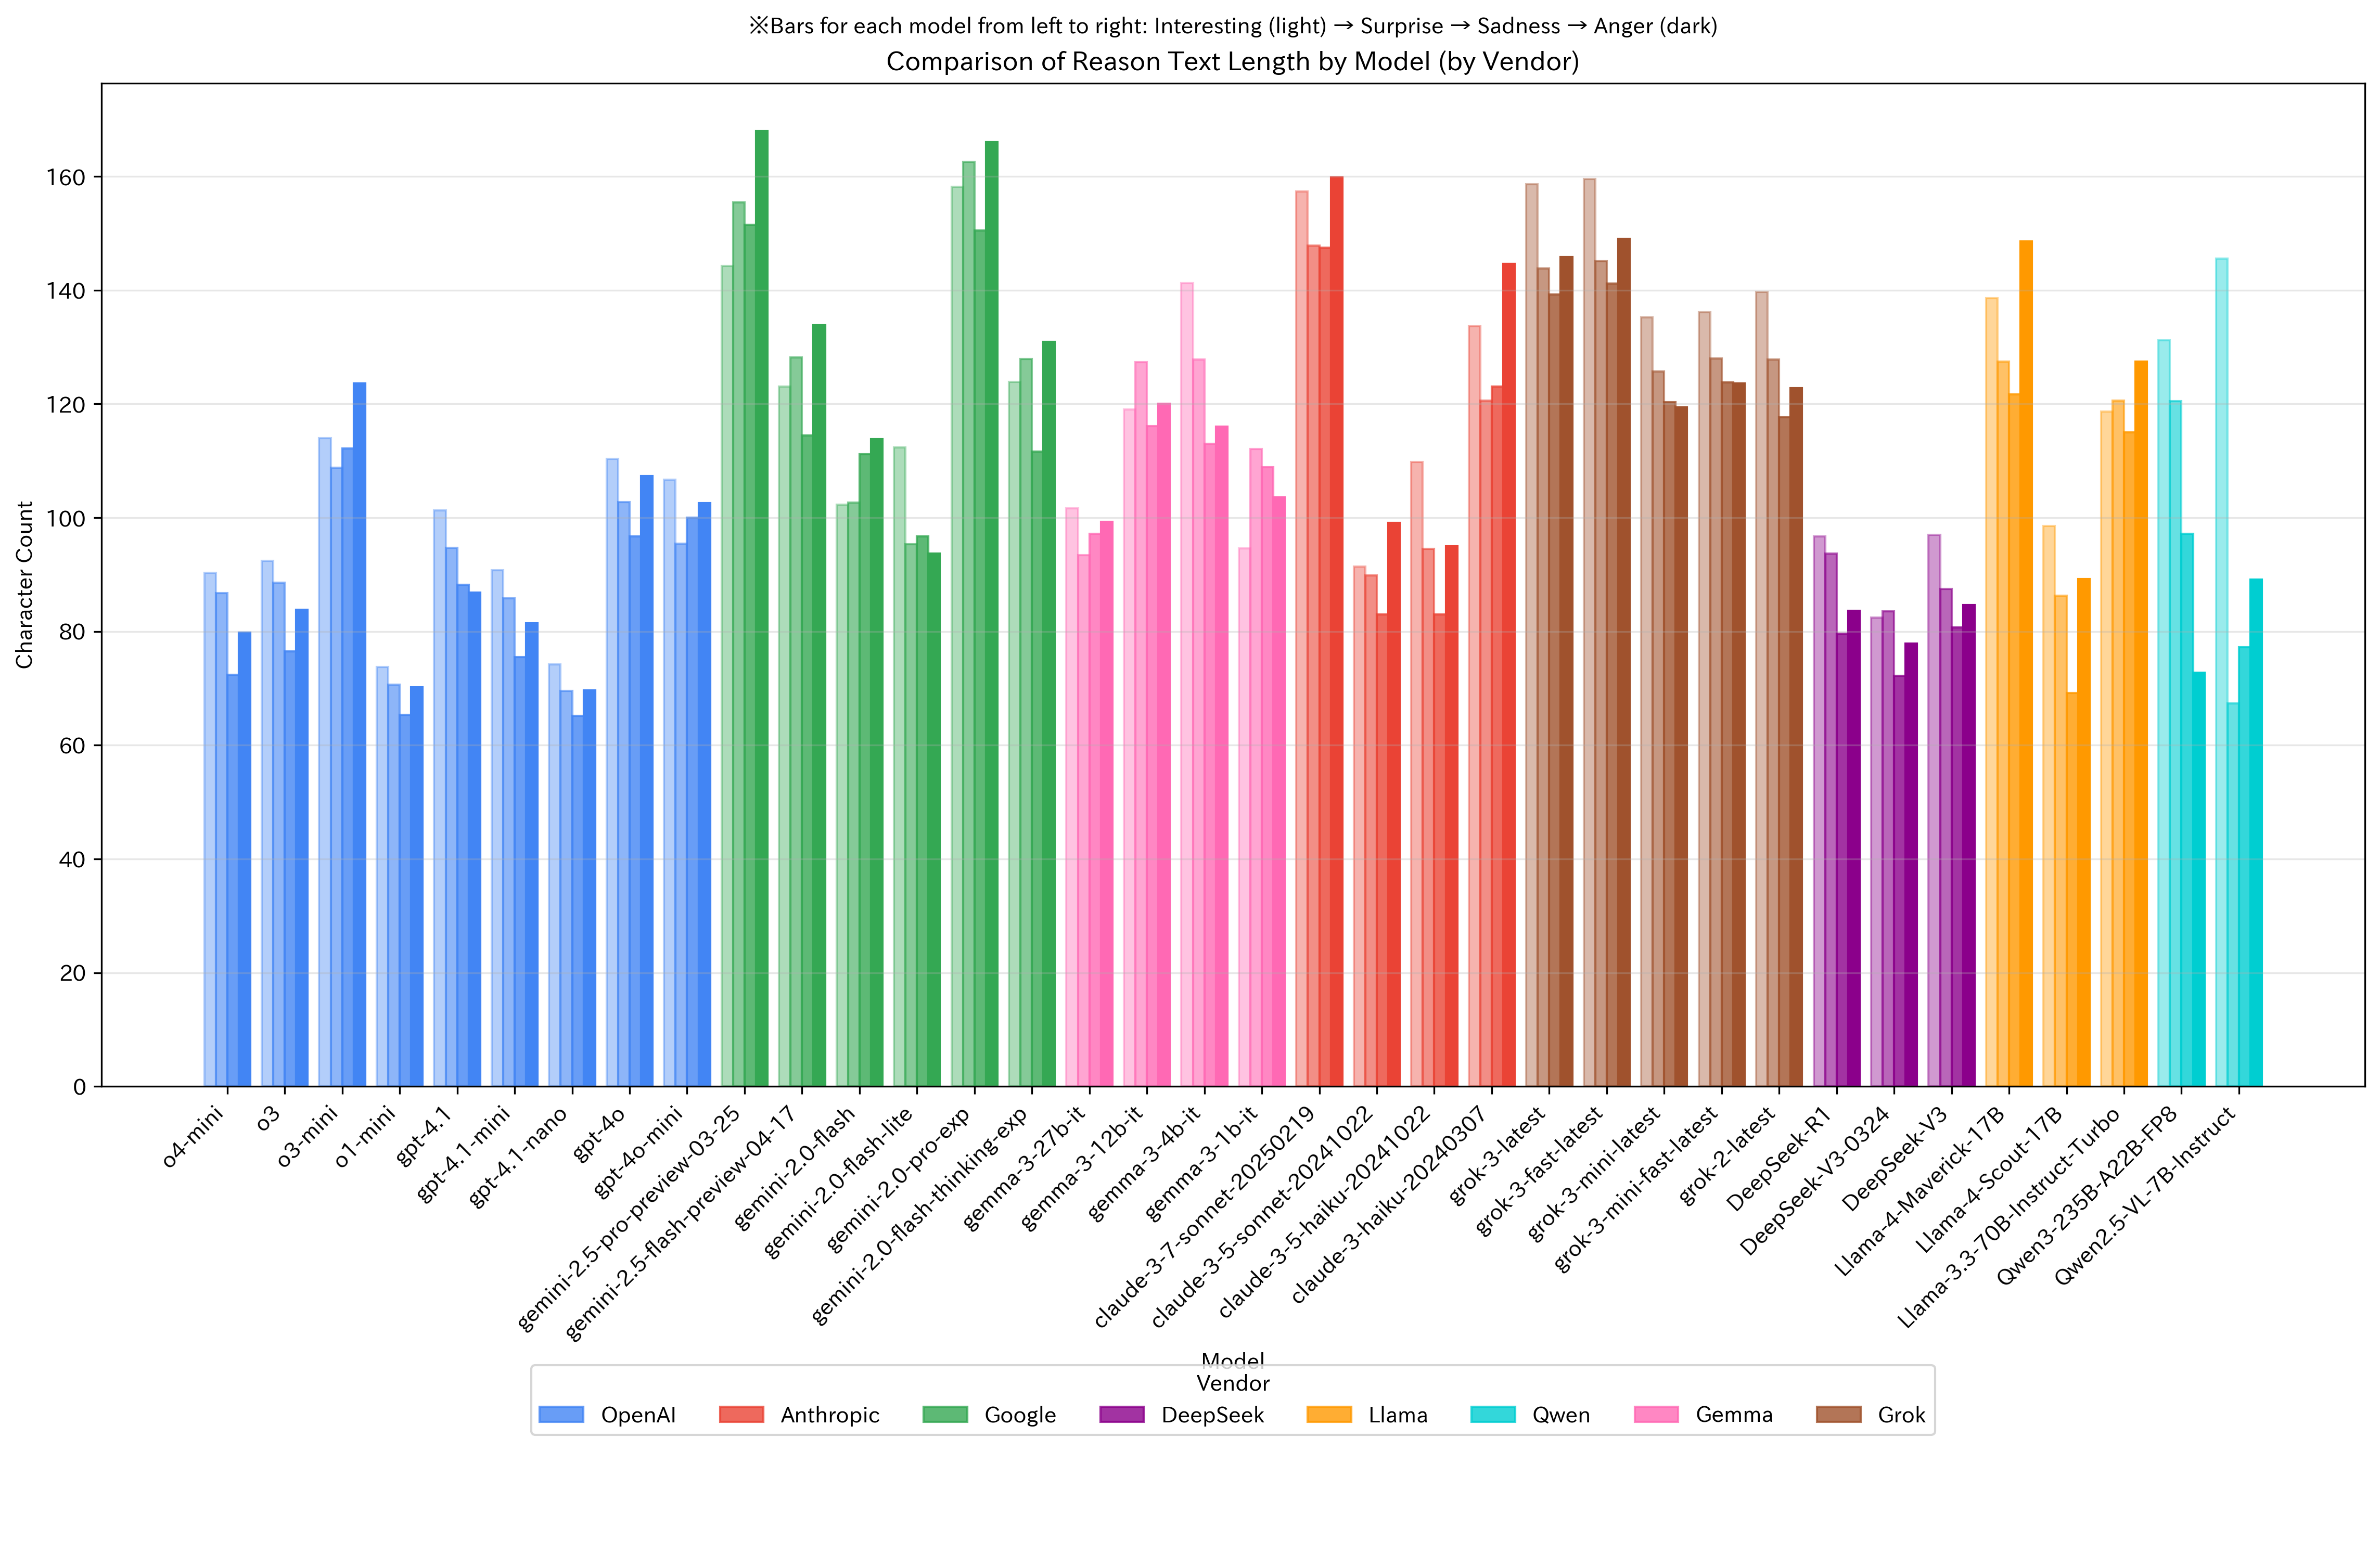 ※Bars for each model from left to right: Interesting (light) → Surprise → Sadness → Anger (dark)
Comparison of Reason Text Length by Model (by Vendor)
Character Count
160
140
120
100
80
60
40
20
0
o4-mini
o3
o3-mini
o1-mini
gpt-4.1
gpt-4.1-mini
gpt-4.1-nano
gpt-4o
gpt-4o-mini
gemini-2.5-pro-preview-03-25
gemini-2.5-flash-preview-04-17
gemini-2.0-flash
gemini-2.0-flash-lite
gemini-2.0-pro-exp
gemini-2.0-flash-thinking-exp
gemma-3-27b-it
gemma-3-12b-it
gemma-3-4b-it
gemma-3-1b-it
claude-3-7-sonnet-20250219
claude-3-5-sonnet-20241022
claude-3-5-haiku-20241022
claude-3-haiku-20240307
grok-3-latest
grok-3-fast-latest
grok-3-mini-latest
grok-3-mini-fast-latest
grok-2-latest
DeepSeek-R1
DeepSeek-V3-0324
DeepSeek-V3
Llama-4-Maverick-17B
Llama-4-Scout-17B
Llama-3.3-70B-Instruct-Turbo
Qwen3-235B-A22B-FP8
Qwen2.5-VL-7B-Instruct
Model
Vendor
OpenAI
Anthropic
Google
DeepSeek
Llama
Qwen
Gemma
Grok